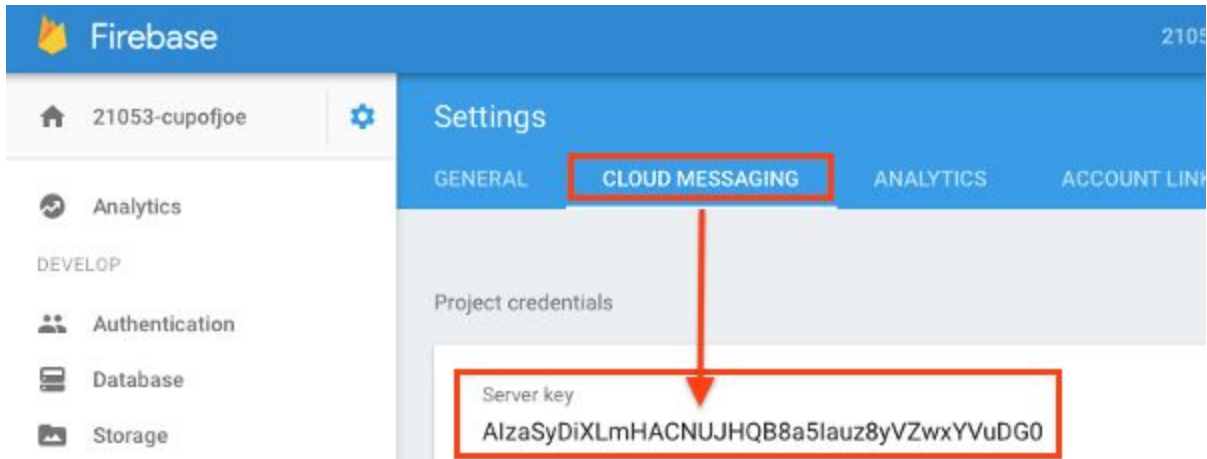 Firebase
2105
21053-cupofjoe
Settings
GENERAL CLOUD MESSAGING ANALYTICS ACCOUNT LINK
Analytics
DEVELOP
Authentication
Database
Storage
Project credentials
Server key
AIzaSyDiXLmHACNUJHQB8a5Iauz8yVZwxYVuDG0